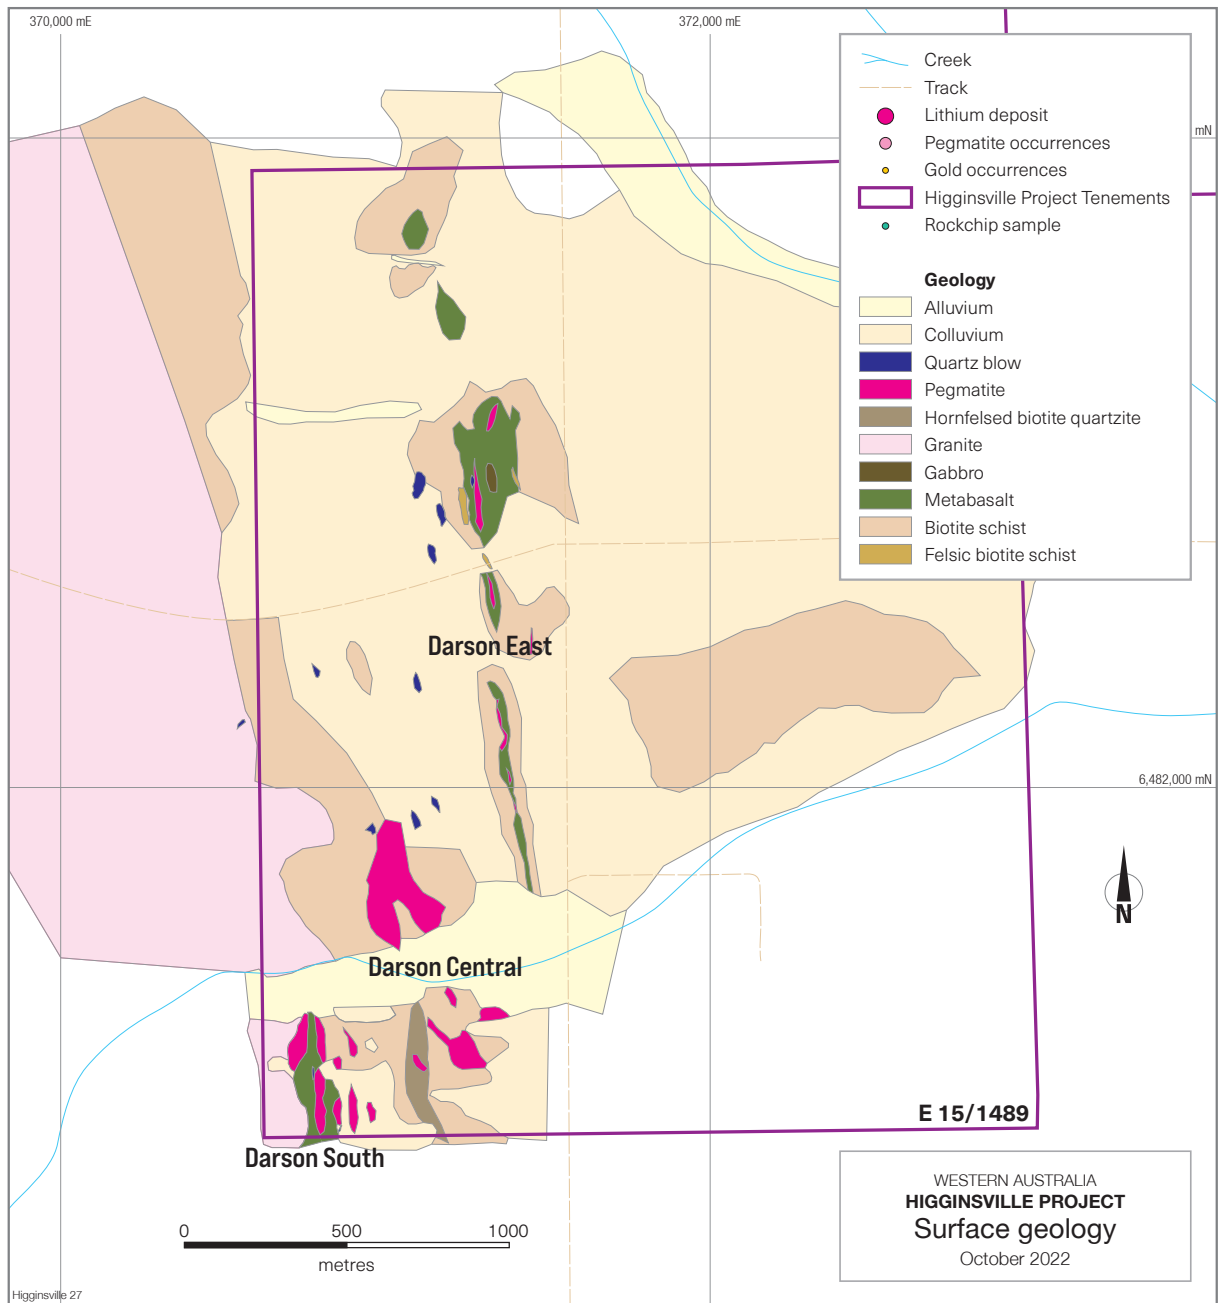 370,000 mE
372,000 mE
mN
Creek
Track
Lithium deposit
Pegmatite occurrences
Gold occurrences
Higginsville Project Tenements
Rockchip sample
Geology
Alluvium
Colluvium
Quartz blow
Pegmatite
Hornfelsed biotite quartzite
Granite
Gabbro
Metabasalt
Biotite schist
Felsic biotite schist
Darson East
6,482,000 mN
N
Darson Central
E 15/1489
Darson South
0 500 1000
metres
WESTERN AUSTRALIA
HIGGINSVILLE PROJECT
Surface geology
October 2022
Higginsville 27